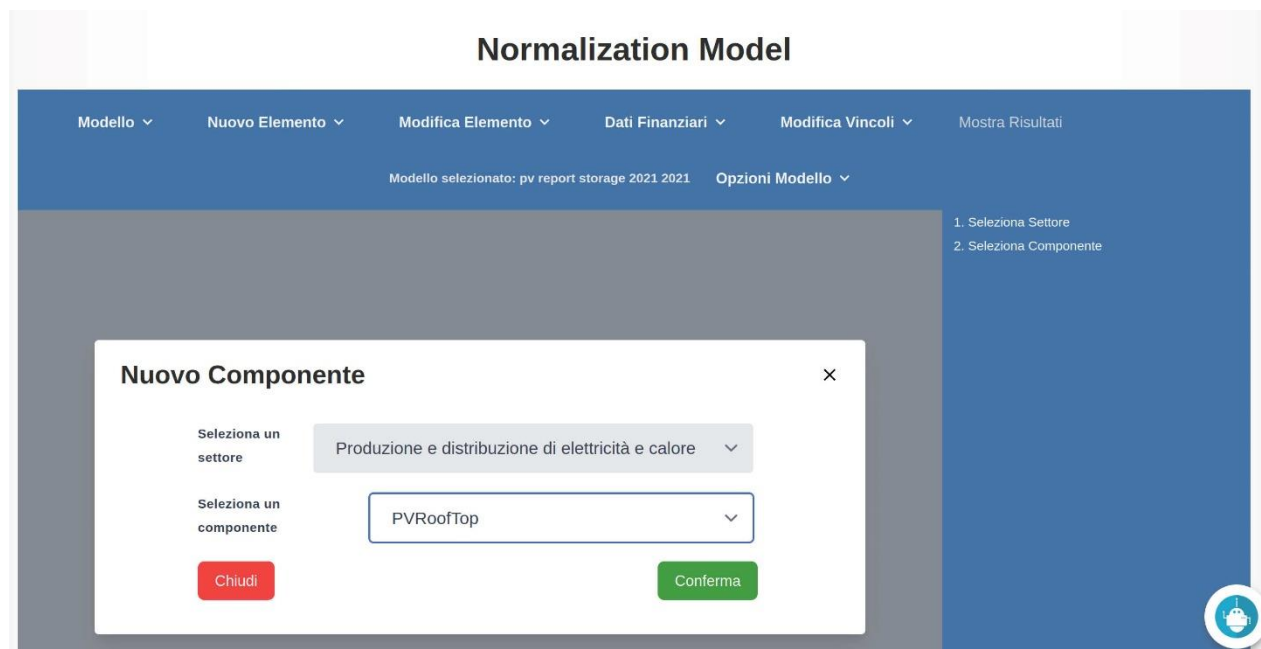 Normalization Model
Modello Nuovo Elemento Modifica Elemento Dati Finanziari Modifica Vincoli Mostra Risultati
Modello selezionato: pv report storage 2021 2021 Opzioni Modello
1. Seleziona Settore
2. Seleziona Componente
Nuovo Componente
Seleziona un
settore
Produzione e distribuzione di elettricità e calore
Seleziona un
componente
PVRoofTop
Chiudi Conferma